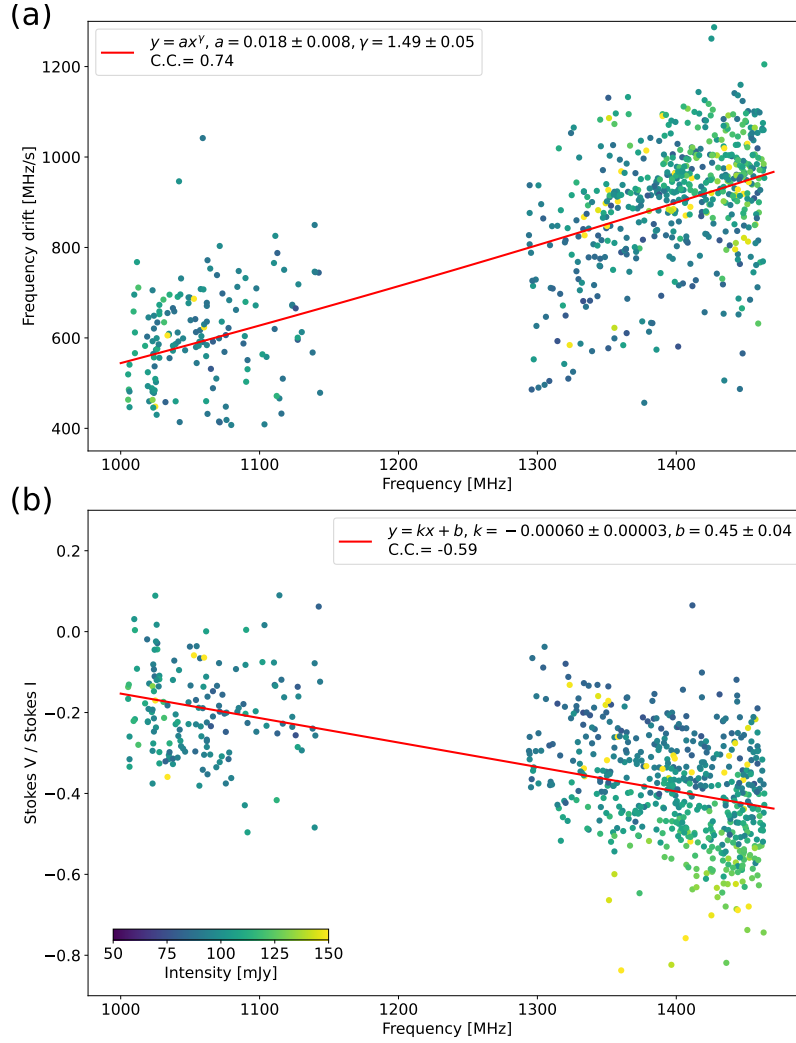 (a)
y = ax^γ, a = 0.018 ± 0.008, γ = 1.49 ± 0.05
C.C.= 0.74
1200
1000
800
600
400
Frequency drift [MHz/s]
1000 1100 1200 1300 1400
Frequency [MHz]
(b)
y = kx + b, k = −0.00060 ± 0.00003, b = 0.45 ± 0.04
C.C.= -0.59
0.2
0.0
−0.2
−0.4
−0.6
−0.8
Stokes V / Stokes I
50 75 100 125 150
Intensity [mJy]
1000 1100 1200 1300 1400
Frequency [MHz]